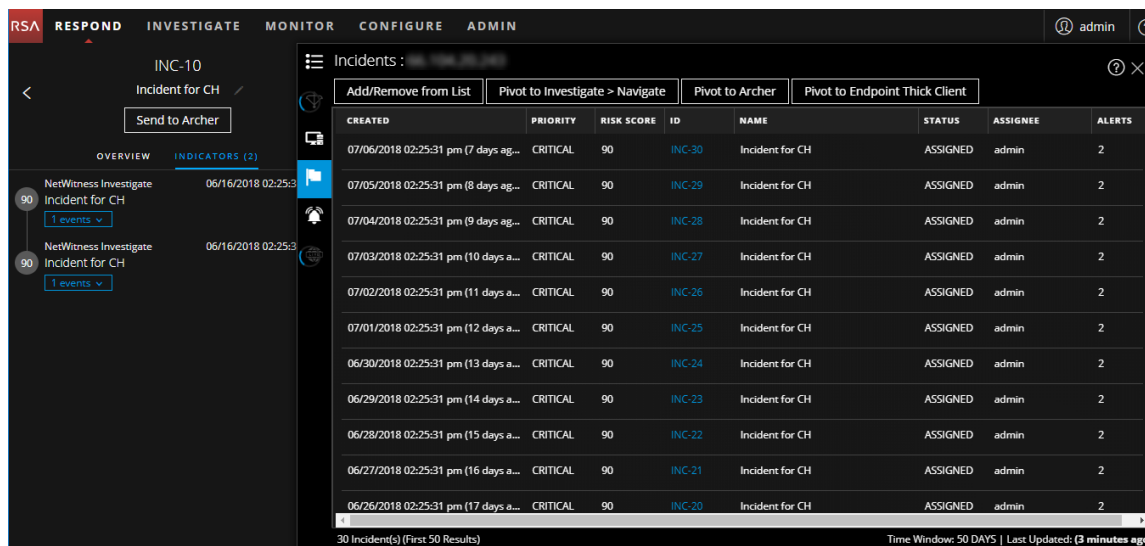 RSA RESPOND INVESTIGATE MONITOR CONFIGURE ADMIN admin
INC-10
Incident for CH
Send to Archer
OVERVIEW INDICATORS (2)
NetWitness Investigate 06/16/2018 02:25:3
90 Incident for CH
1 events
NetWitness Investigate 06/16/2018 02:25:3
90 Incident for CH
1 events
Incidents :
Add/Remove from List Pivot to Investigate > Navigate Pivot to Archer Pivot to Endpoint Thick Client
CREATED PRIORITY RISK SCORE ID NAME STATUS ASSIGNEE ALERTS
07/06/2018 02:25:31 pm (7 days ag... CRITICAL 90 INC-30 Incident for CH ASSIGNED admin 2
07/05/2018 02:25:31 pm (8 days ag... CRITICAL 90 INC-29 Incident for CH ASSIGNED admin 2
07/04/2018 02:25:31 pm (9 days ag... CRITICAL 90 INC-28 Incident for CH ASSIGNED admin 2
07/03/2018 02:25:31 pm (10 days a... CRITICAL 90 INC-27 Incident for CH ASSIGNED admin 2
07/02/2018 02:25:31 pm (11 days a... CRITICAL 90 INC-26 Incident for CH ASSIGNED admin 2
07/01/2018 02:25:31 pm (12 days a... CRITICAL 90 INC-25 Incident for CH ASSIGNED admin 2
06/30/2018 02:25:31 pm (13 days a... CRITICAL 90 INC-24 Incident for CH ASSIGNED admin 2
06/29/2018 02:25:31 pm (14 days a... CRITICAL 90 INC-23 Incident for CH ASSIGNED admin 2
06/28/2018 02:25:31 pm (15 days a... CRITICAL 90 INC-22 Incident for CH ASSIGNED admin 2
06/27/2018 02:25:31 pm (16 days a... CRITICAL 90 INC-21 Incident for CH ASSIGNED admin 2
06/26/2018 02:25:31 pm (17 days a... CRITICAL 90 INC-20 Incident for CH ASSIGNED admin 2
30 Incident(s) (First 50 Results) Time Window: 50 DAYS | Last Updated: (3 minutes ago